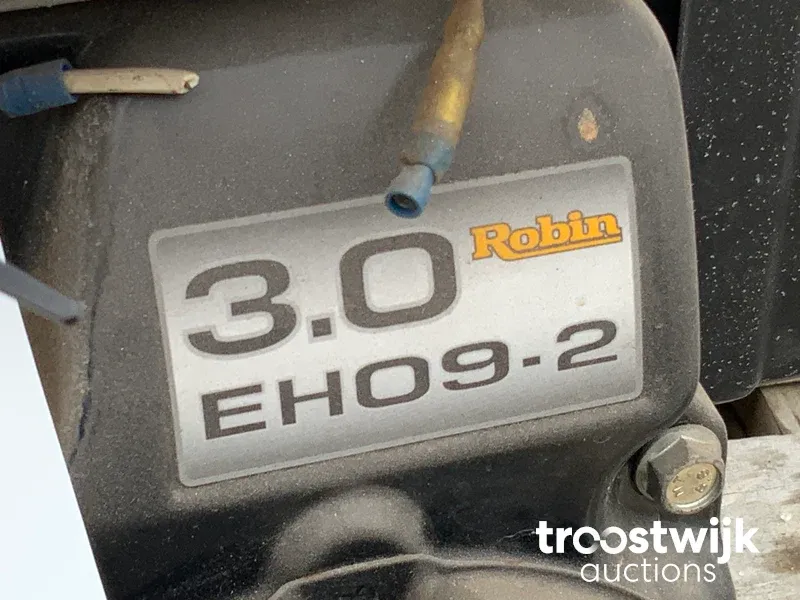 3.0 Robin
EH09-2
troostwijk
auctions